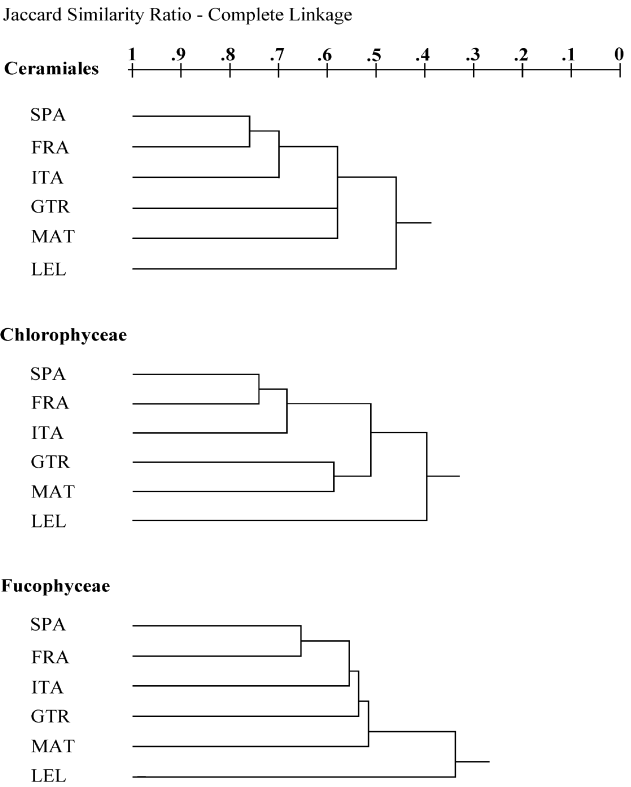 Jaccard Similarity Ratio - Complete Linkage
1 .9 .8 .7 .6 .5 .4 .3 .2 .1 0
Ceramiales
SPA
FRA
ITA
GTR
MAT
LEL
Chlorophyceae
SPA
FRA
ITA
GTR
MAT
LEL
Fucophyceae
SPA
FRA
ITA
GTR
MAT
LEL